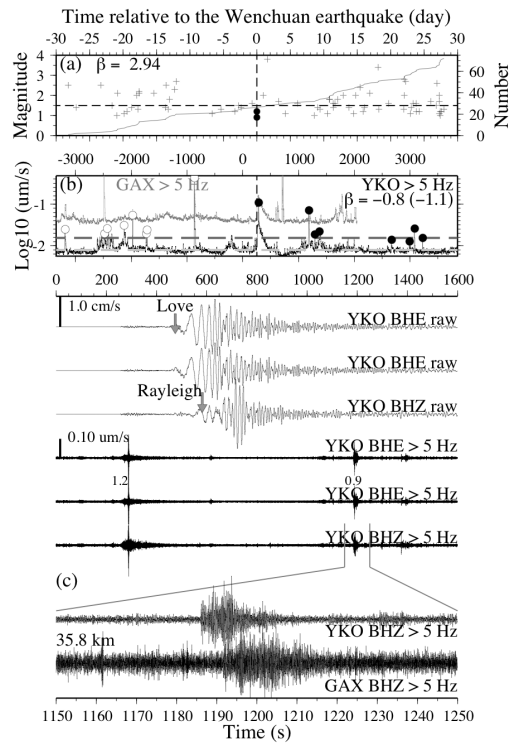 Time relative to the Wenchuan earthquake (day)
-30 -25 -20 -15 -10 -5 0 5 10 15 20 25 30
Magnitude
4
3
2
1
0
(a) β = 2.94
Number
60
40
20
0
-3000 -2000 -1000 0 1000 2000 3000
(b) GAX > 5 Hz YKO > 5 Hz
β = −0.8 (−1.1)
Log10 (um/s)
-1
-2
0 200 400 600 800 1000 1200 1400 1600
1.0 cm/s Love
YKO BHE raw
YKO BHE raw
Rayleigh
YKO BHZ raw
0.10 um/s YKO BHE > 5 Hz
1.2 0.9
YKO BHE > 5 Hz
YKO BHZ > 5 Hz
(c)
YKO BHZ > 5 Hz
35.8 km
GAX BHZ > 5 Hz
1150 1160 1170 1180 1190 1200 1210 1220 1230 1240 1250
Time (s)